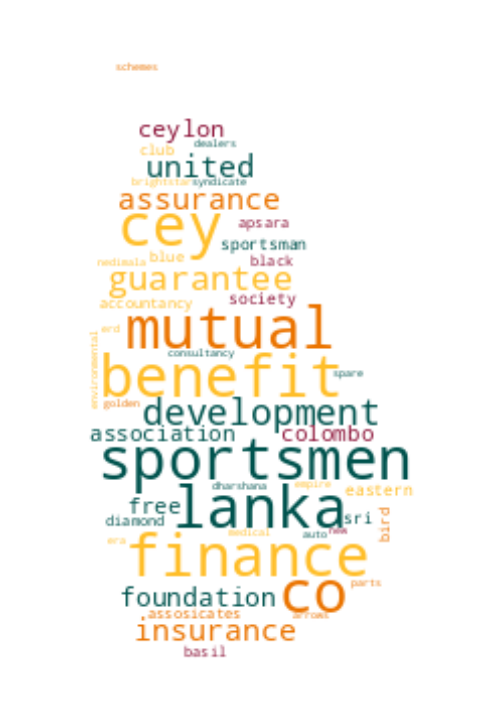 schemes
ceylon
dealers
club
united
brightstar syndicate
assurance
cey
apsara
sportsman
blue
black
nedimala
guarantee
society
accountancy
mutual
erd
consultancy
environmental
benefit
spare
golden
development
association
colombo
sportsmen
dharshana
empire
eastern
lanka
free
diamond
sri
bird
new
auto
medical
era
finance
co
parts
foundation
assosicates
arrows
insurance
basil